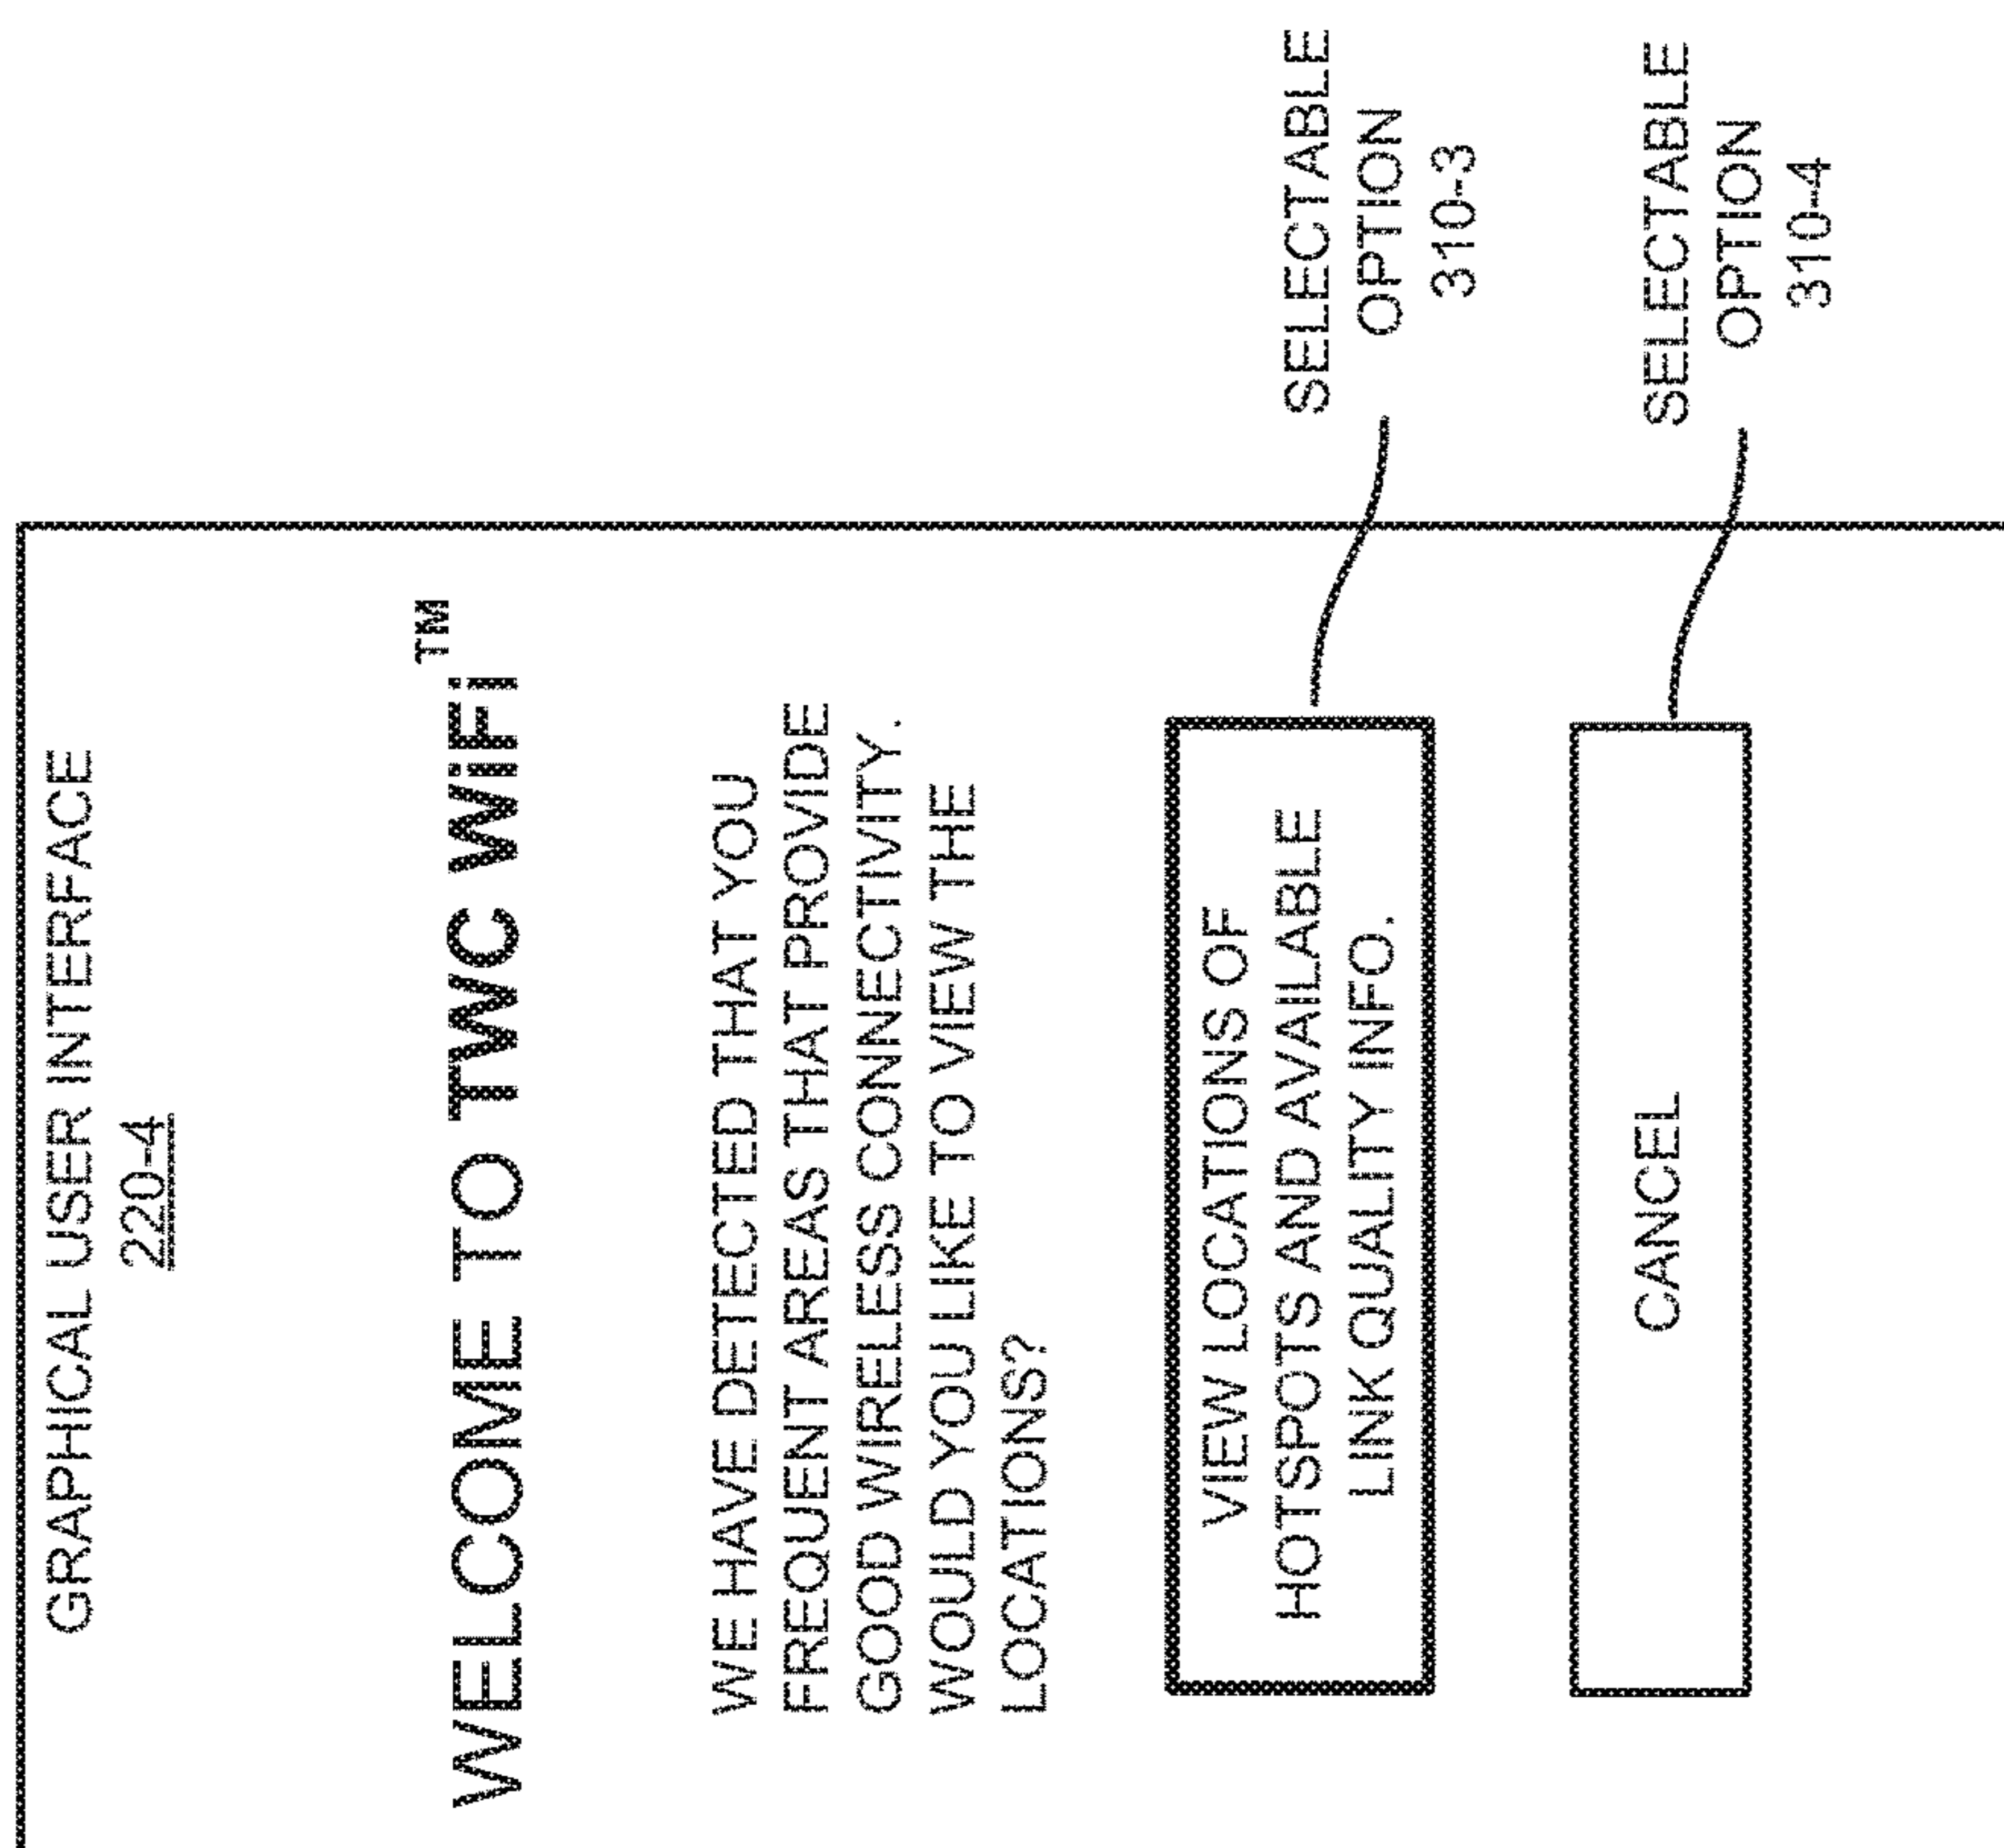 GRAPHICAL USER INTERFACE
220-4
WELCOME TO TWC WiFi™
WE HAVE DETECTED THAT YOU
FREQUENT AREAS THAT PROVIDE
GOOD WIRELESS CONNECTIVITY.
WOULD YOU LIKE TO VIEW THE
LOCATIONS?
VIEW LOCATIONS OF
HOTSPOTS AND AVAILABLE
LINK QUALITY INFO.
SELECTABLE
OPTION
310-3
CANCEL
SELECTABLE
OPTION
310-4